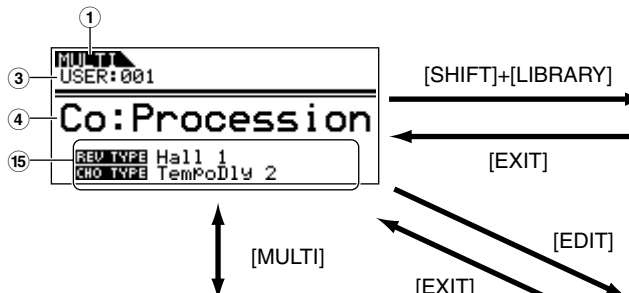 1
MULTI
3
USER:001
4
Co:Procession
15
REV TYPE Hall 1
CHO TYPE TempoDly 2
[SHIFT]+[LIBRARY]
[EXIT]
[MULTI]
[EDIT]
[EXIT]